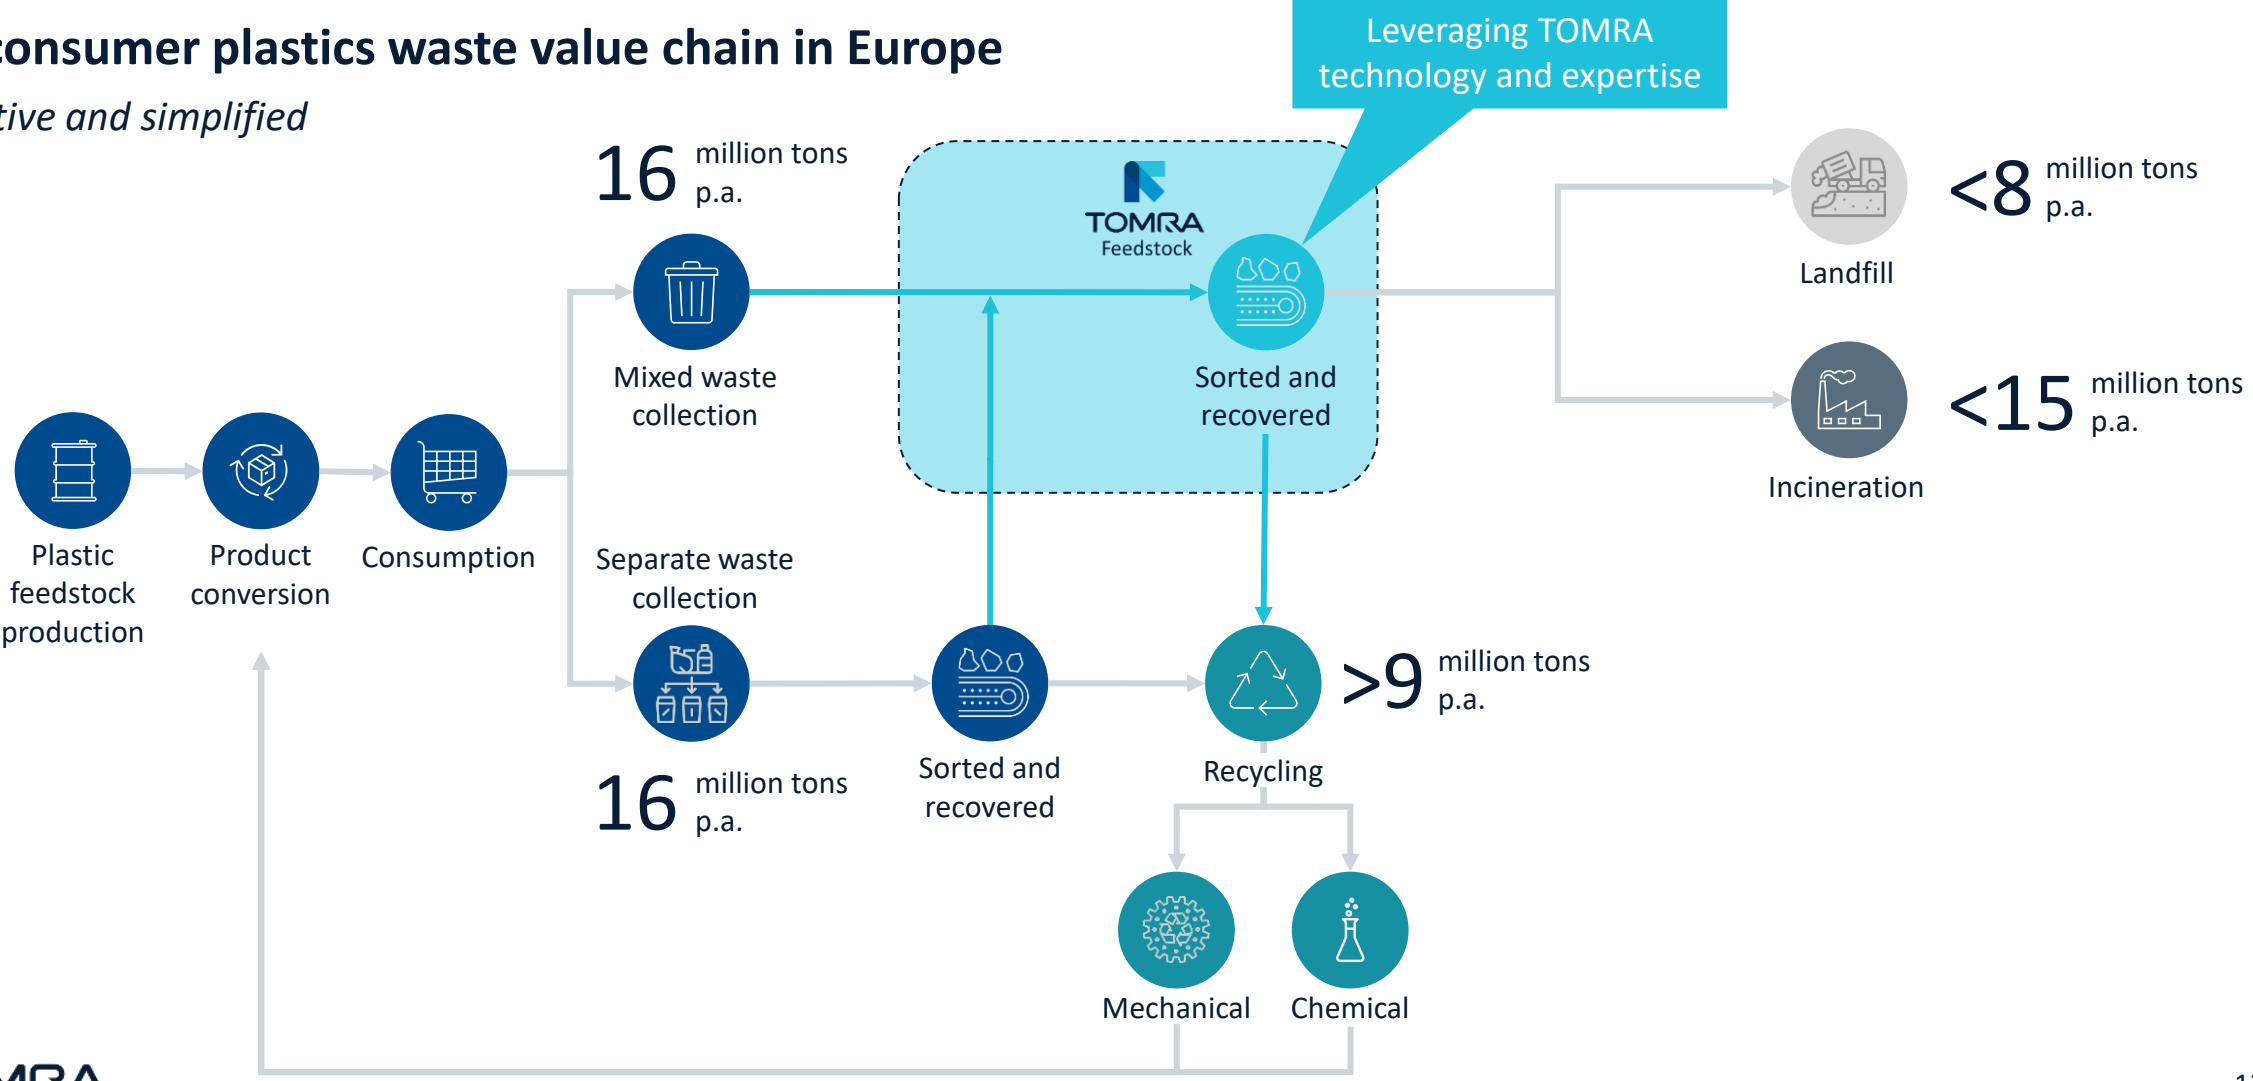 consumer plastics waste value chain in Europe
tive and simplified
Leveraging TOMRA
technology and expertise
16 million tons
p.a.
TOMRA
Feedstock
<8 million tons
p.a.
Landfill
Mixed waste
collection
Sorted and
recovered
<15 million tons
p.a.
Incineration
Plastic
feedstock
production
Product
conversion
Consumption
Separate waste
collection
>9 million tons
p.a.
16 million tons
p.a.
Sorted and
recovered
Recycling
Mechanical
Chemical